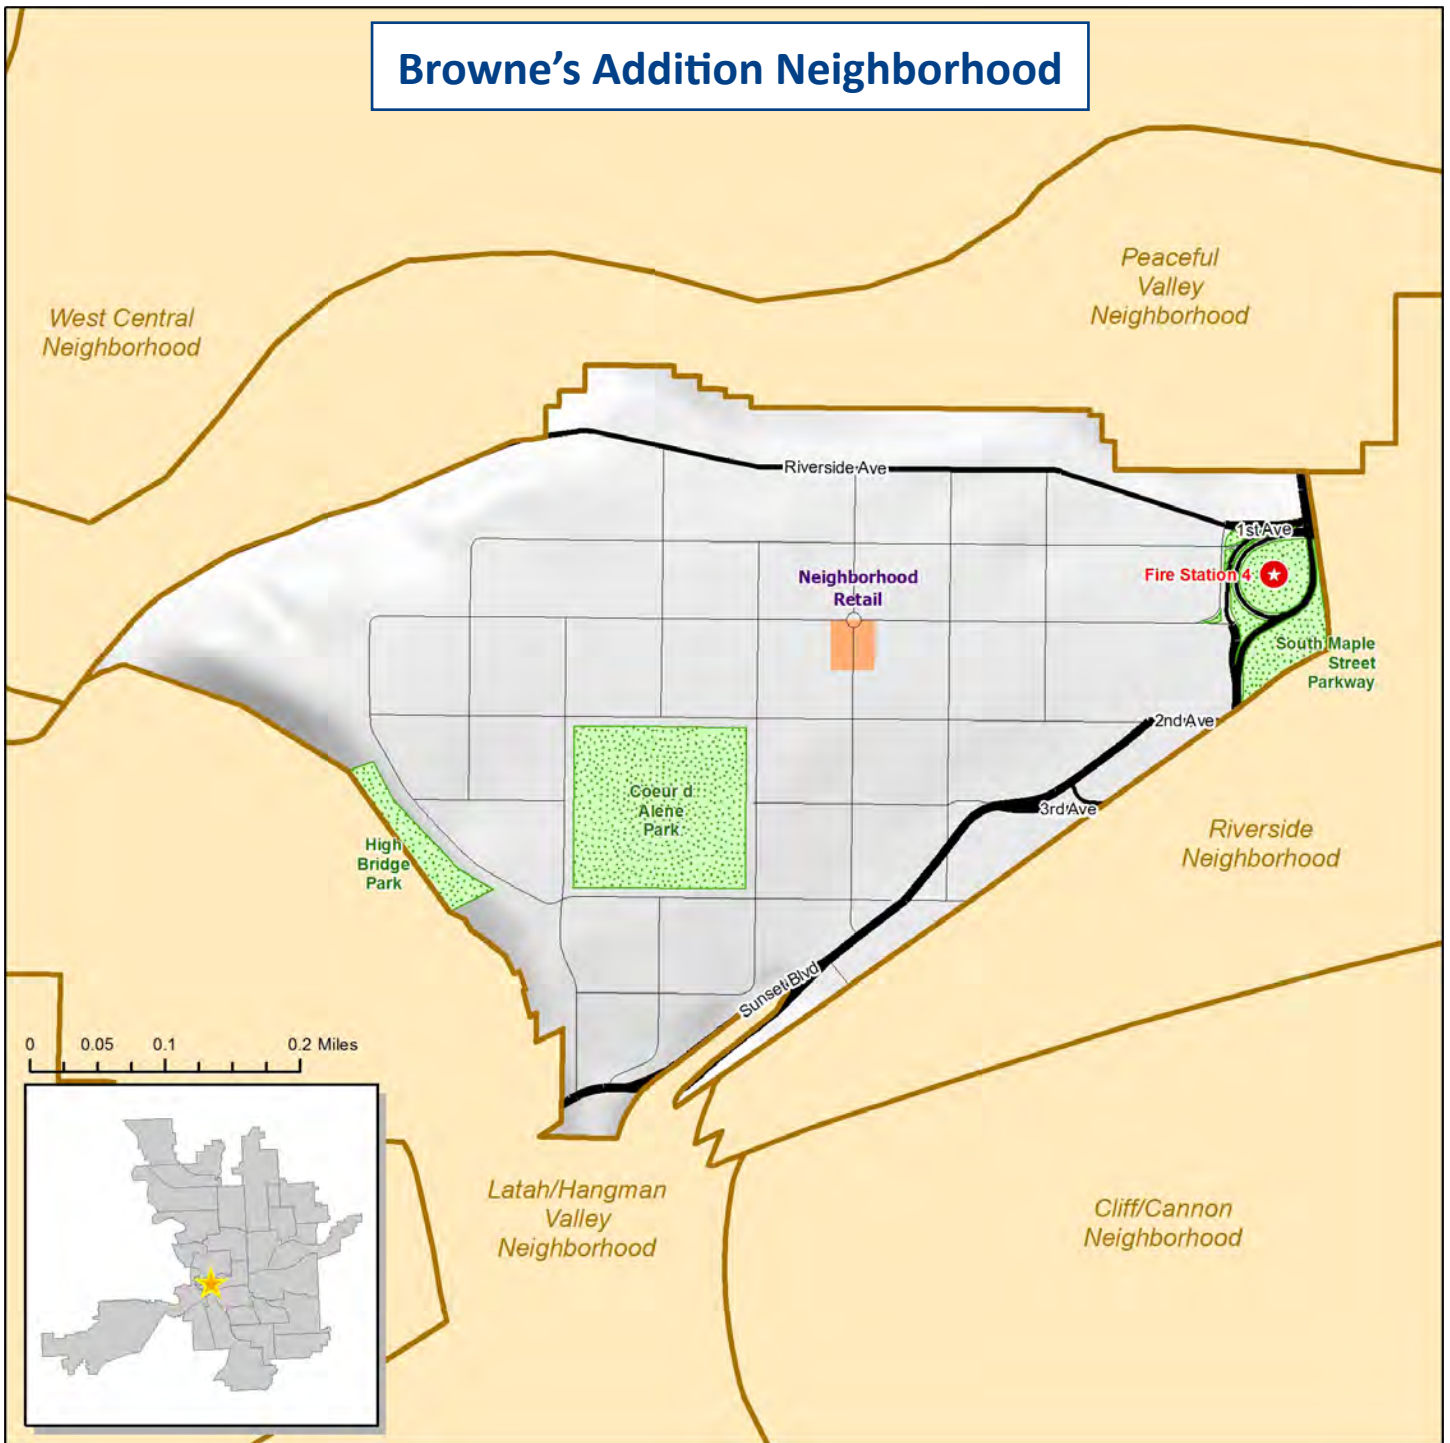 Browne's Addition Neighborhood
Peaceful
Valley
Neighborhood
West Central
Neighborhood
Riverside Ave
1st Ave
Neighborhood
Retail
Fire Station 4
South Maple
Street
Parkway
2nd Ave
Coeur d
Alene
Park
3rd Ave
High
Bridge
Park
Riverside
Neighborhood
Sunset Blvd
0 0.05 0.1 0.2 Miles
Latah/Hangman
Valley
Neighborhood
Cliff/Cannon
Neighborhood